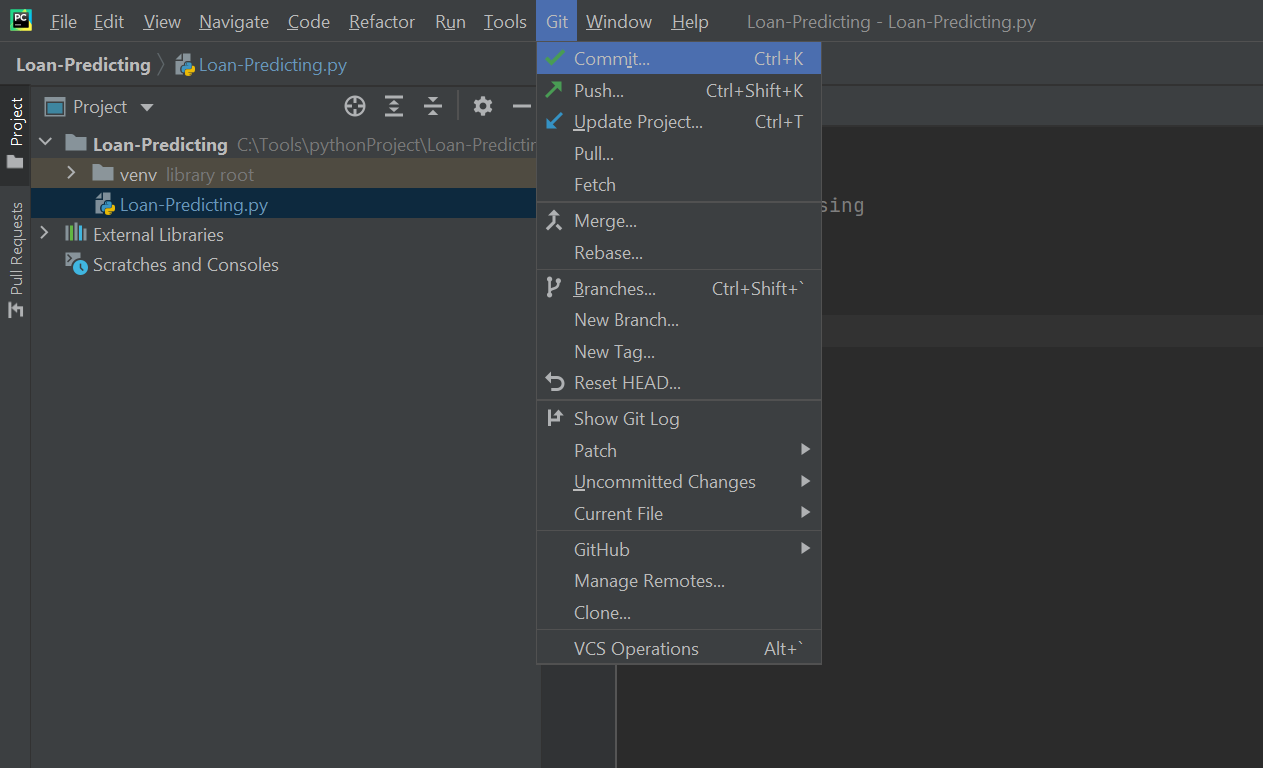 PC
File Edit View Navigate Code Refactor Run Tools Git Window Help Loan-Predicting - Loan-Predicting.py
Loan-Predicting Loan-Predicting.py
Project
Project
Pull Requests
Loan-Predicting C:\Tools\pythonProject\Loan-Predictin
venv library root
Loan-Predicting.py
External Libraries
Scratches and Consoles
Commit... Ctrl+K
Push... Ctrl+Shift+K
Update Project... Ctrl+T
Pull...
Fetch
Merge...
Rebase...
Branches... Ctrl+Shift+`
New Branch...
New Tag...
Reset HEAD...
Show Git Log
Patch
Uncommitted Changes
Current File
GitHub
Manage Remotes...
Clone...
VCS Operations Alt+`
sing